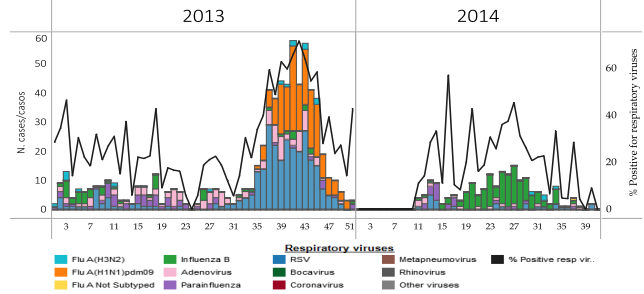 2013 2014
60
50
40
30
20
10
0
N. cases/casos
60
40
20
0
% Positive for respiratory viruses
3 9 15 19 23 27 31 35 39 43 47 51 3 7 11 15 19 23 27 31 35 39
Respiratory viruses
Flu A(H3N2) Influenza B RSV Metapneumovirus % Positive resp vir..
Flu A(H1N1)pdm09 Adenovirus Bocavirus Rhinovirus
Flu A Not Subtyped Parainfluenza Coronavirus Other viruses